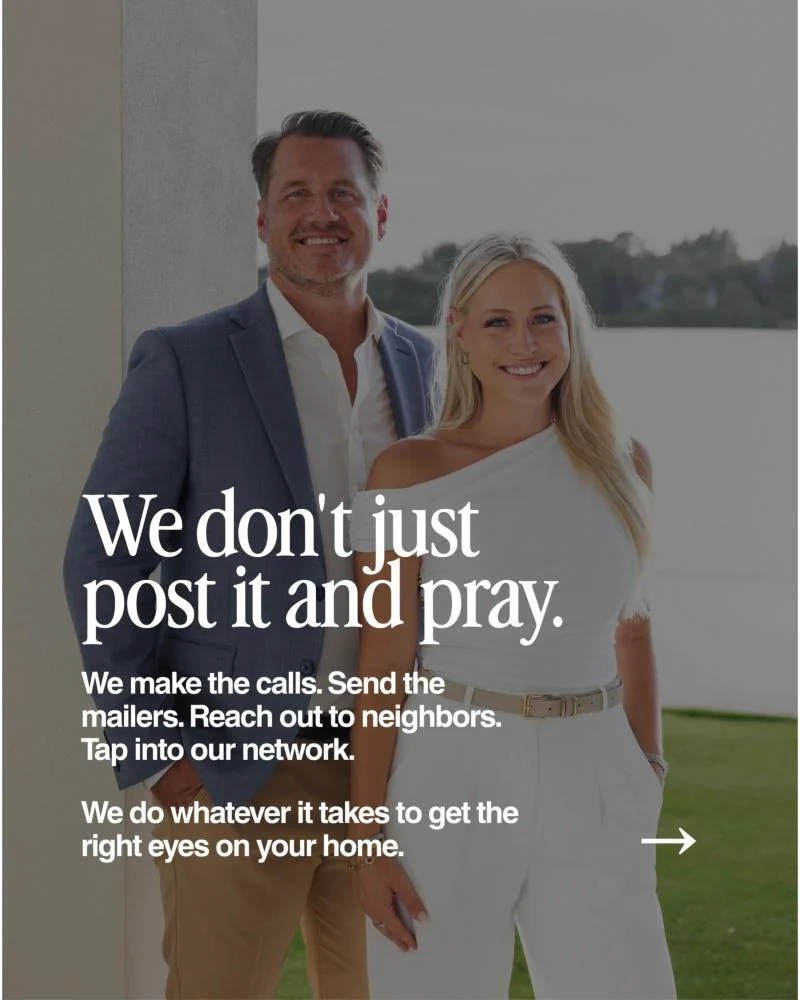 We don't just
post it and pray.
We make the calls. Send the
mailers. Reach out to neighbors.
Tap into our network.
We do whatever it takes to get the
right eyes on your home.
→